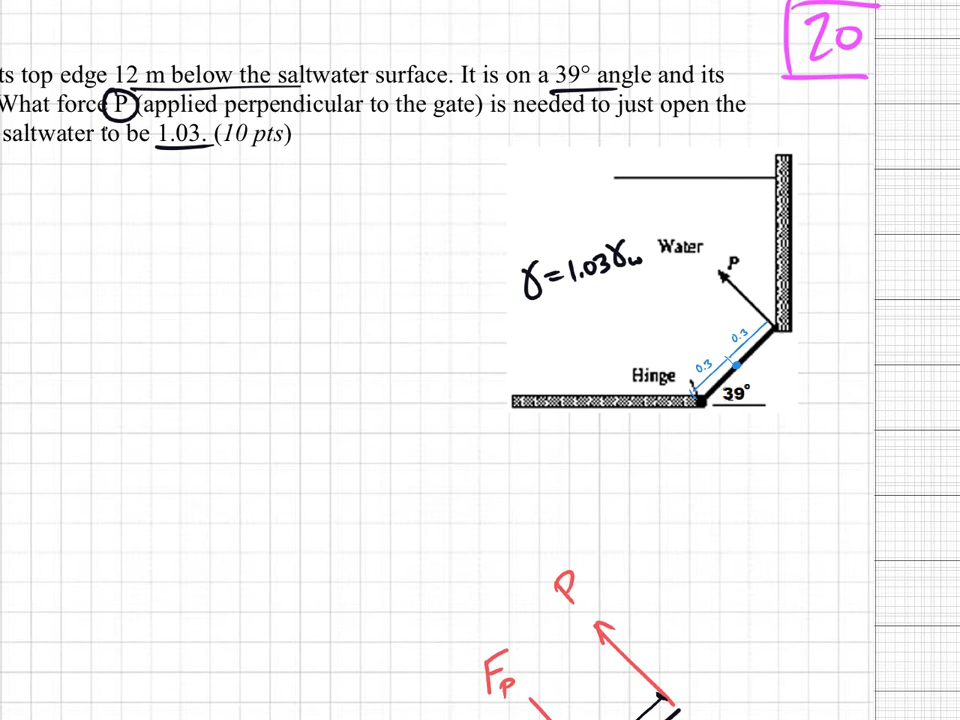 20
ts top edge 12 m below the saltwater surface. It is on a 39° angle and its
What force P (applied perpendicular to the gate) is needed to just open the
saltwater to be 1.03. (10 pts)
Water
γ=1.03γw
P
0.3
0.3
Hinge
39°
P
Fp